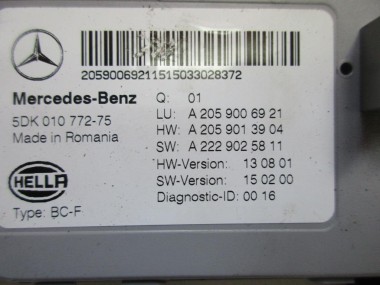 20590069211515033028372
Mercedes-Benz Q: 01
5DK 010 772-75 LU: A 205 900 69 21
Made in Romania HW: A 205 901 39 04
SW: A 222 902 58 11
HELLA HW-Version: 13 08 01
SW-Version: 15 02 00
Type: BC-F Diagnostic-ID: 00 16